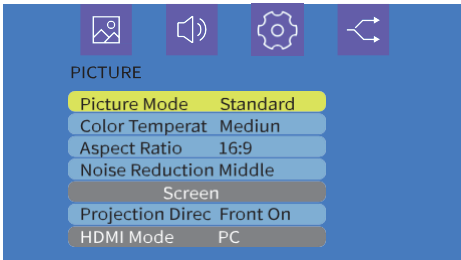 PICTURE
Picture Mode Standard
Color Temperat Mediun
Aspect Ratio 16:9
Noise Reduction Middle
Screen
Projection Direc Front On
HDMI Mode PC